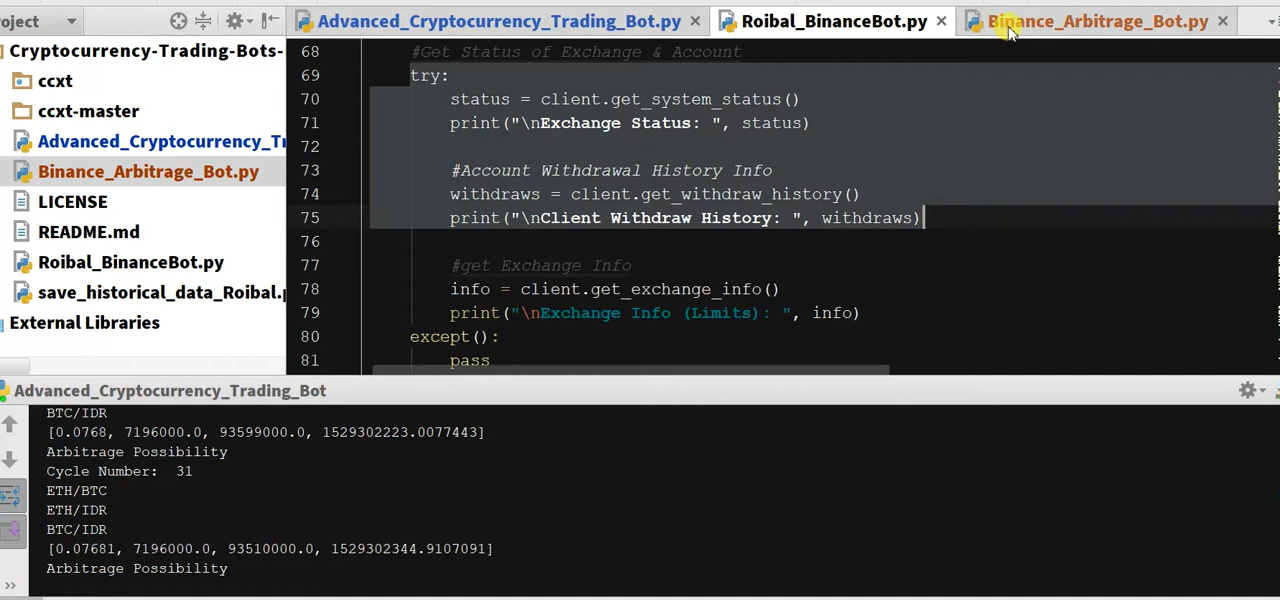 roject
Advanced_Cryptocurrency_Trading_Bot.py
Roibal_BinanceBot.py
Binance_Arbitrage_Bot.py
Cryptocurrency-Trading-Bots-
ccxt
ccxt-master
Advanced_Cryptocurrency_Tr
Binance_Arbitrage_Bot.py
LICENSE
README.md
Roibal_BinanceBot.py
save_historical_data_Roibal.p
External Libraries
68 #Get Status of Exchange & Account
69 try:
70 status = client.get_system_status()
71 print("\nExchange Status: ", status)
72
73 #Account Withdrawal History Info
74 withdraws = client.get_withdraw_history()
75 print("\nClient Withdraw History: ", withdraws)
76
77 #get Exchange Info
78 info = client.get_exchange_info()
79 print("\nExchange Info (Limits): ", info)
80 except():
81 pass
Advanced_Cryptocurrency_Trading_Bot
BTC/IDR
[0.0768, 7196000.0, 93599000.0, 1529302223.0077443]
Arbitrage Possibility
Cycle Number:  31
ETH/BTC
ETH/IDR
BTC/IDR
[0.07681, 7196000.0, 93510000.0, 1529302344.9107091]
Arbitrage Possibility